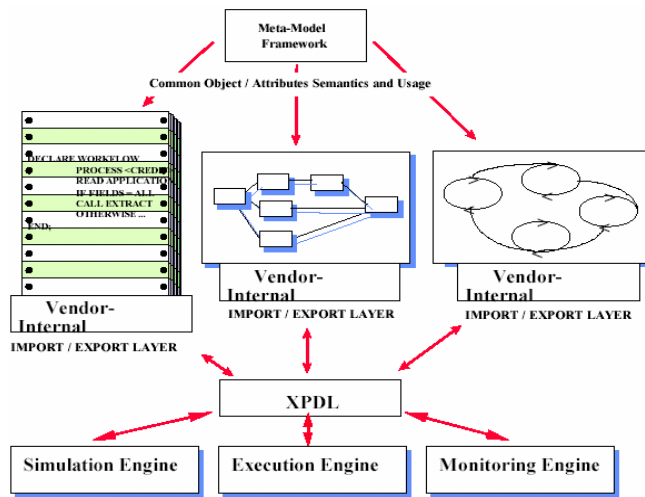 Meta-Model
Framework
Common Object / Attributes Semantics and Usage
DECLARE WORKFLOW
PROCESS <CREDI
READ APPLICATION
IF FIELDS = ALL
CALL EXTRACT
OTHERWISE ...
END;
Vendor-
Internal
IMPORT / EXPORT LAYER
Vendor-
Internal
IMPORT / EXPORT LAYER
Vendor-
Internal
IMPORT / EXPORT LAYER
XPDL
Simulation Engine
Execution Engine
Monitoring Engine